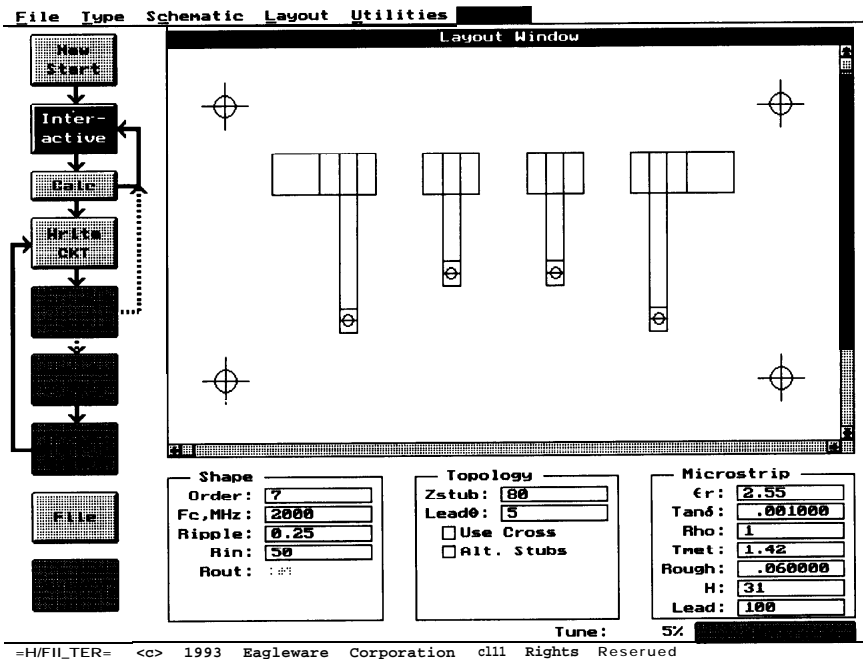 File Type Schematic Layout Utilities
Layout Window
New
Start
Inter-
active
Calc
Write
CKT
File
Shape
Order: 7
Fc,MHz: 2000
Ripple: 0.25
Rin: 50
Rout:
Topology
Zstub: 80
Leadθ: 5
Use Cross
Alt. Stubs
Microstrip
єr: 2.55
Tanδ: .001000
Rho: 1
Tmet: 1.42
Rough: .060000
H: 31
Lead: 100
Tune: 5%
=H/FIl_TER= <c> 1993 Eagleware Corporation cl11 Rights Reserued